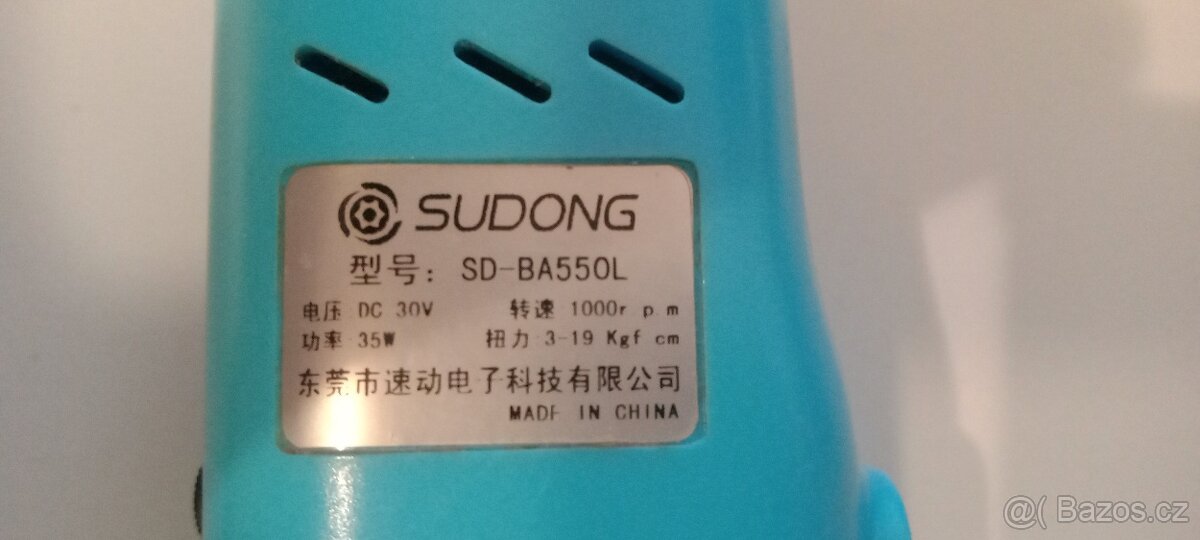 SUDONG
型号: SD-BA550L
电压 DC 30V 转速 1000r p m
功率 35W 扭力 3-19 Kgf cm
东莞市速动电子科技有限公司
MADE IN CHINA
@( Bazos.cz